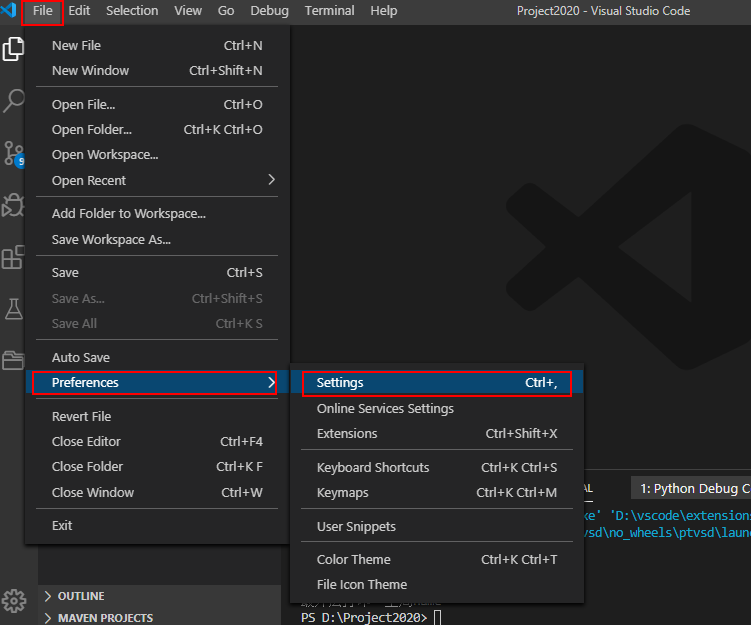 File Edit Selection View Go Debug Terminal Help Project2020 - Visual Studio Code
New File Ctrl+N
New Window Ctrl+Shift+N
Open File... Ctrl+O
Open Folder... Ctrl+K Ctrl+O
Open Workspace...
Open Recent
Add Folder to Workspace...
Save Workspace As...
Save Ctrl+S
Save As... Ctrl+Shift+S
Save All Ctrl+K S
Auto Save
Preferences
Revert File
Close Editor Ctrl+F4
Close Folder Ctrl+K F
Close Window Ctrl+W
Exit
Settings Ctrl+,
Online Services Settings
Extensions Ctrl+Shift+X
Keyboard Shortcuts Ctrl+K Ctrl+S
Keymaps Ctrl+K Ctrl+M
User Snippets
Color Theme Ctrl+K Ctrl+T
File Icon Theme
9
AL 1: Python Debug C
ke' 'D:\vscode\extension
vsd\no_wheels\ptvsd\laun
OUTLINE
MAVEN PROJECTS
PS D:\Project2020>